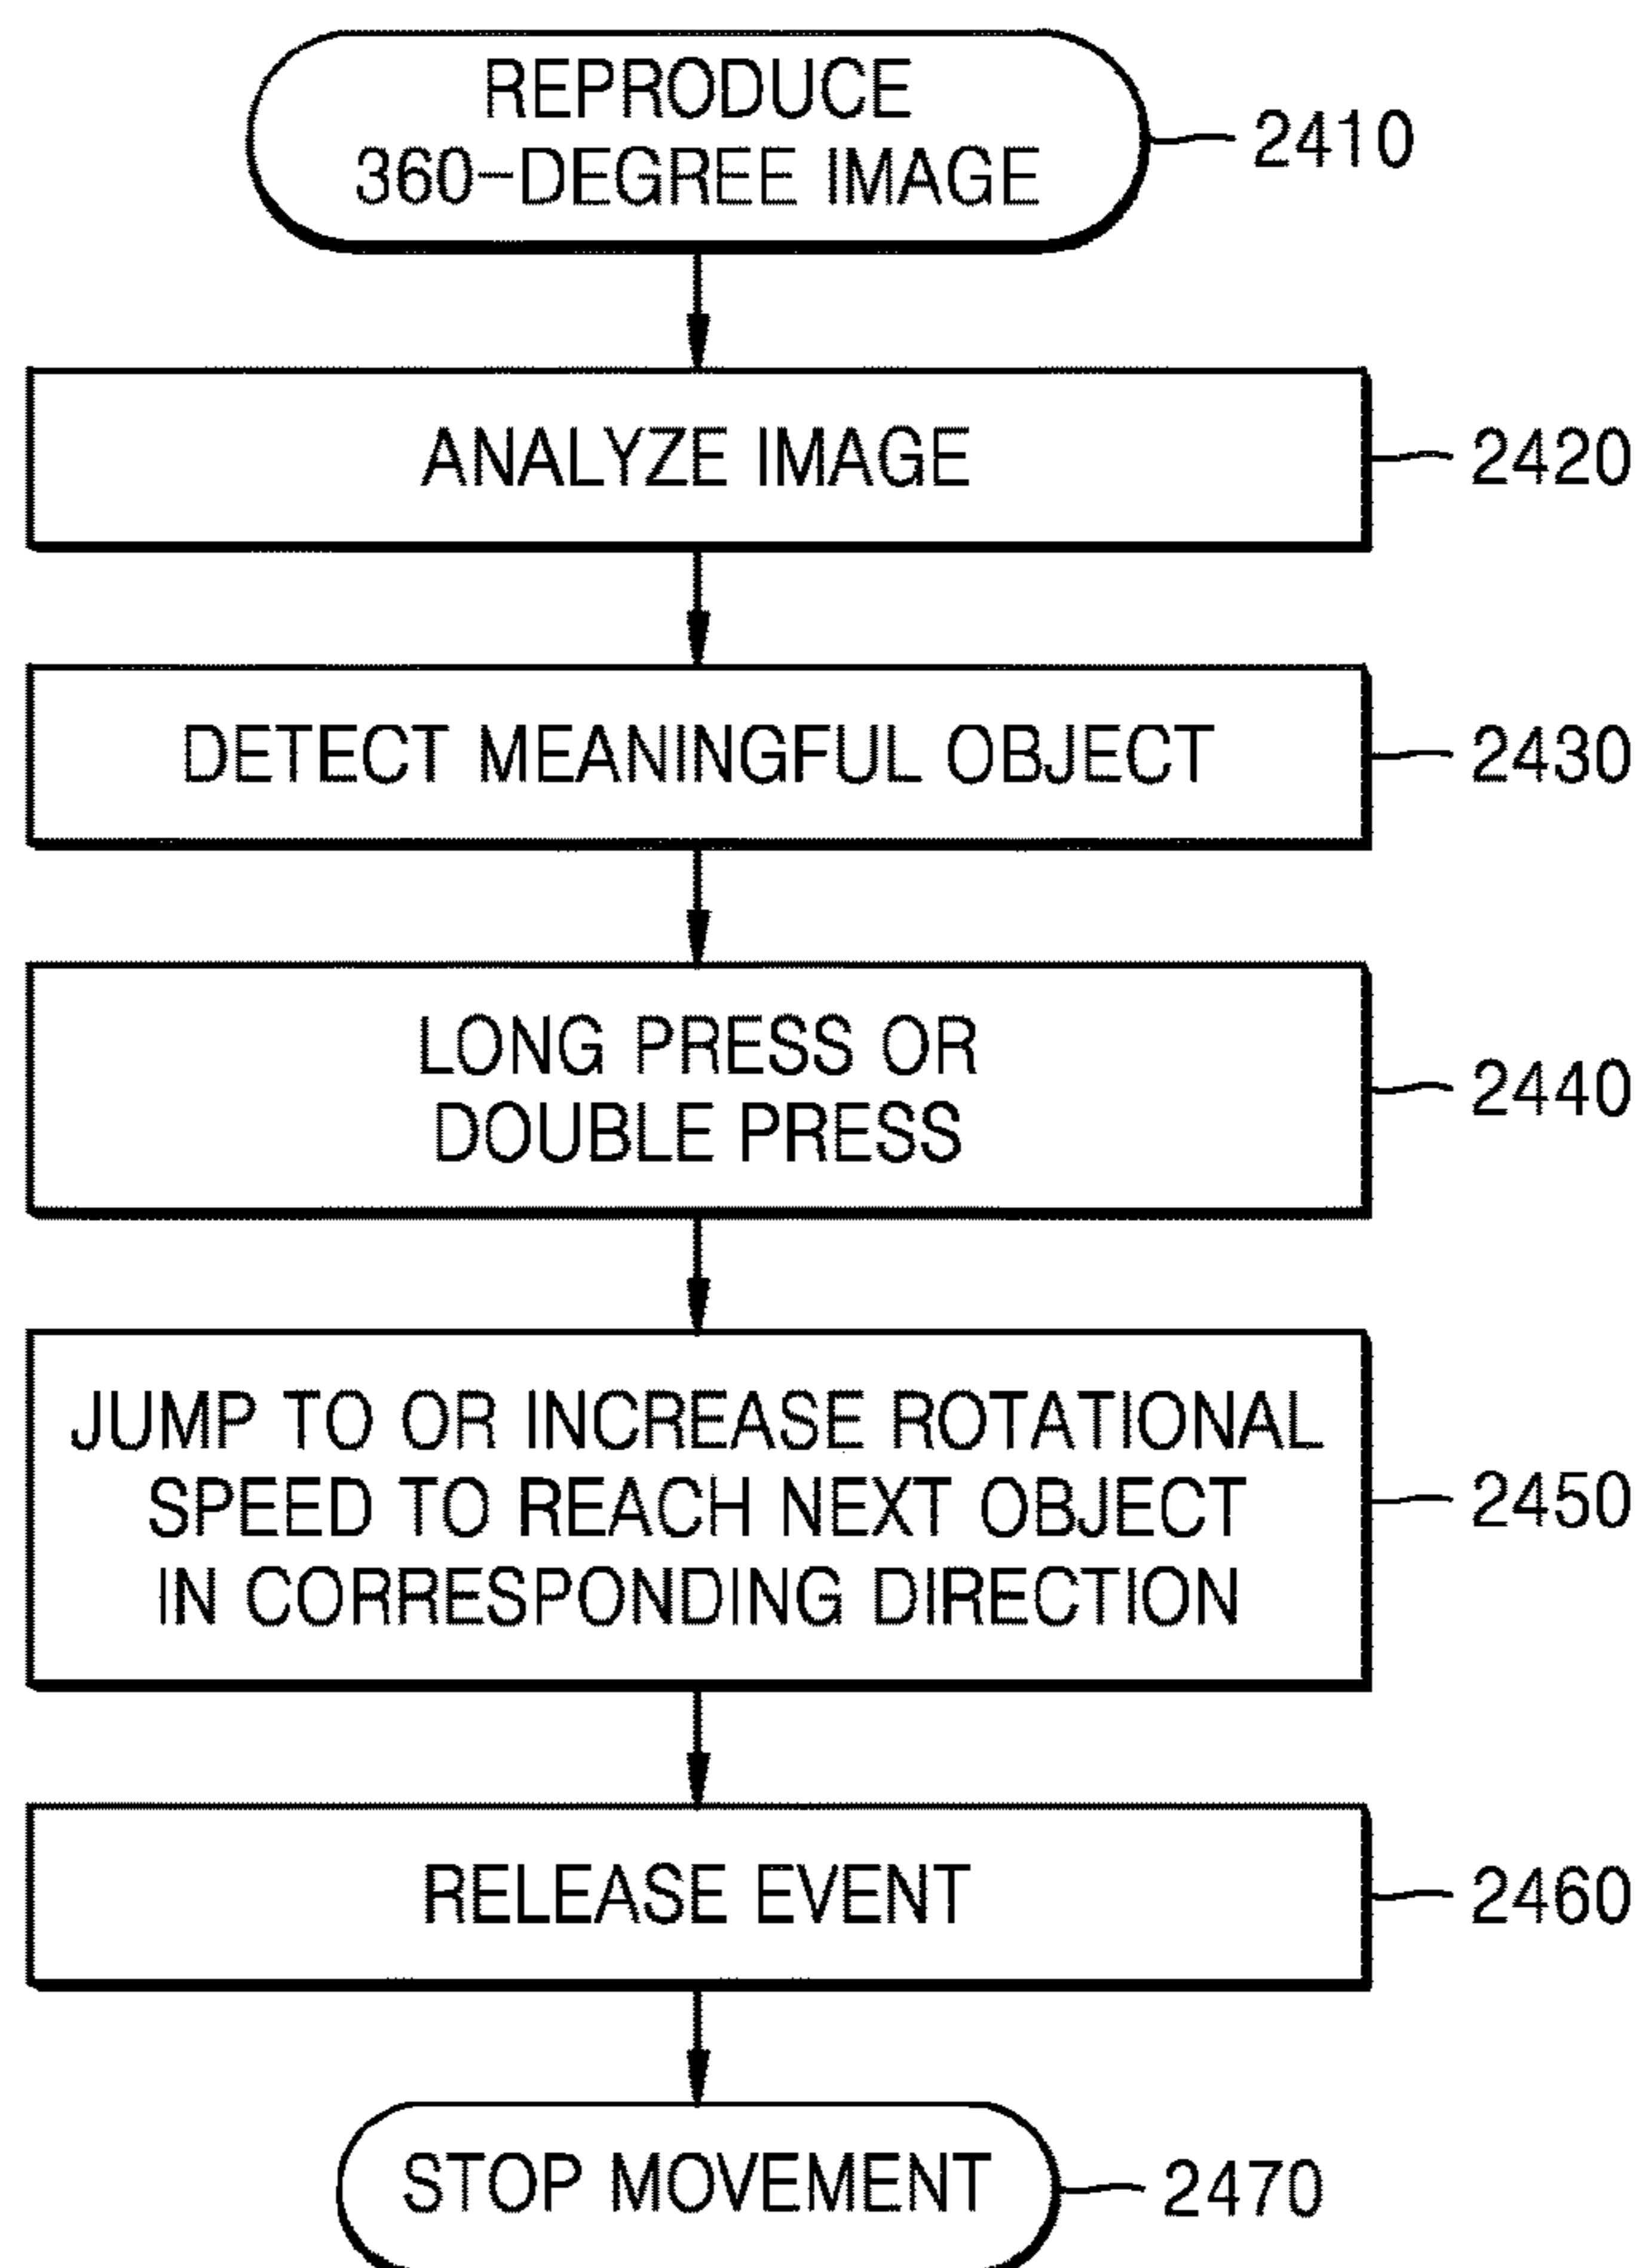 REPRODUCE
360-DEGREE IMAGE
2410
ANALYZE IMAGE
2420
DETECT MEANINGFUL OBJECT
2430
LONG PRESS OR
DOUBLE PRESS
2440
JUMP TO OR INCREASE ROTATIONAL
SPEED TO REACH NEXT OBJECT
IN CORRESPONDING DIRECTION
2450
RELEASE EVENT
2460
STOP MOVEMENT
2470